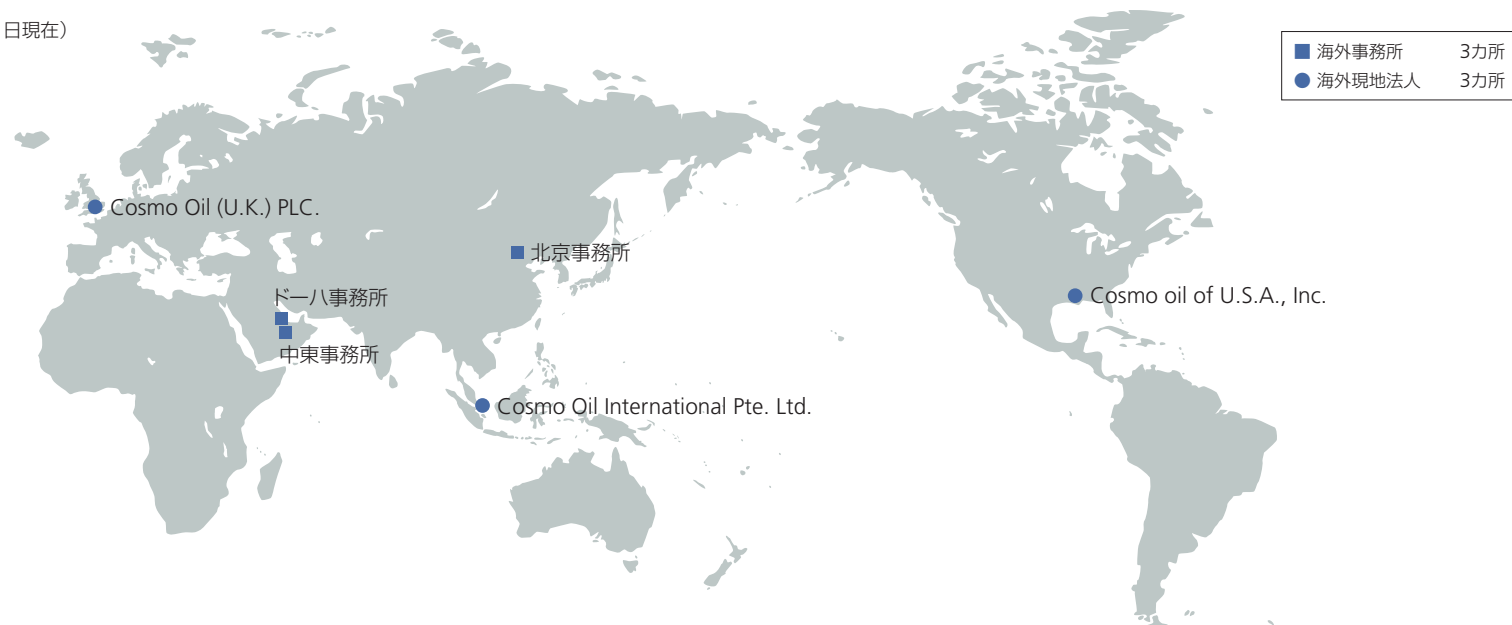 日現在）
■ 海外事務所 3カ所
● 海外現地法人 3カ所
Cosmo Oil (U.K.) PLC.
北京事務所
ドーハ事務所
中東事務所
Cosmo oil of U.S.A., Inc.
Cosmo Oil International Pte. Ltd.